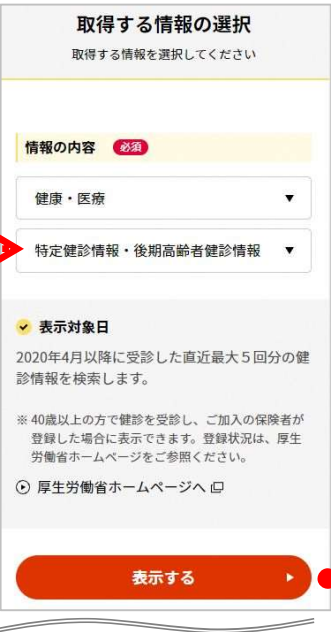 取得する情報の選択
取得する情報を選択してください
情報の内容 必須
健康・医療
特定健診情報・後期高齢者健診情報
表示対象日
2020年4月以降に受診した直近最大５回分の健
診情報を検索します。
※ 40歳以上の方で健診を受診し、ご加入の保険者が
登録した場合に表示できます。登録状況は、厚生
労働省ホームページをご参照ください。
厚生労働省ホームページへ
表示する